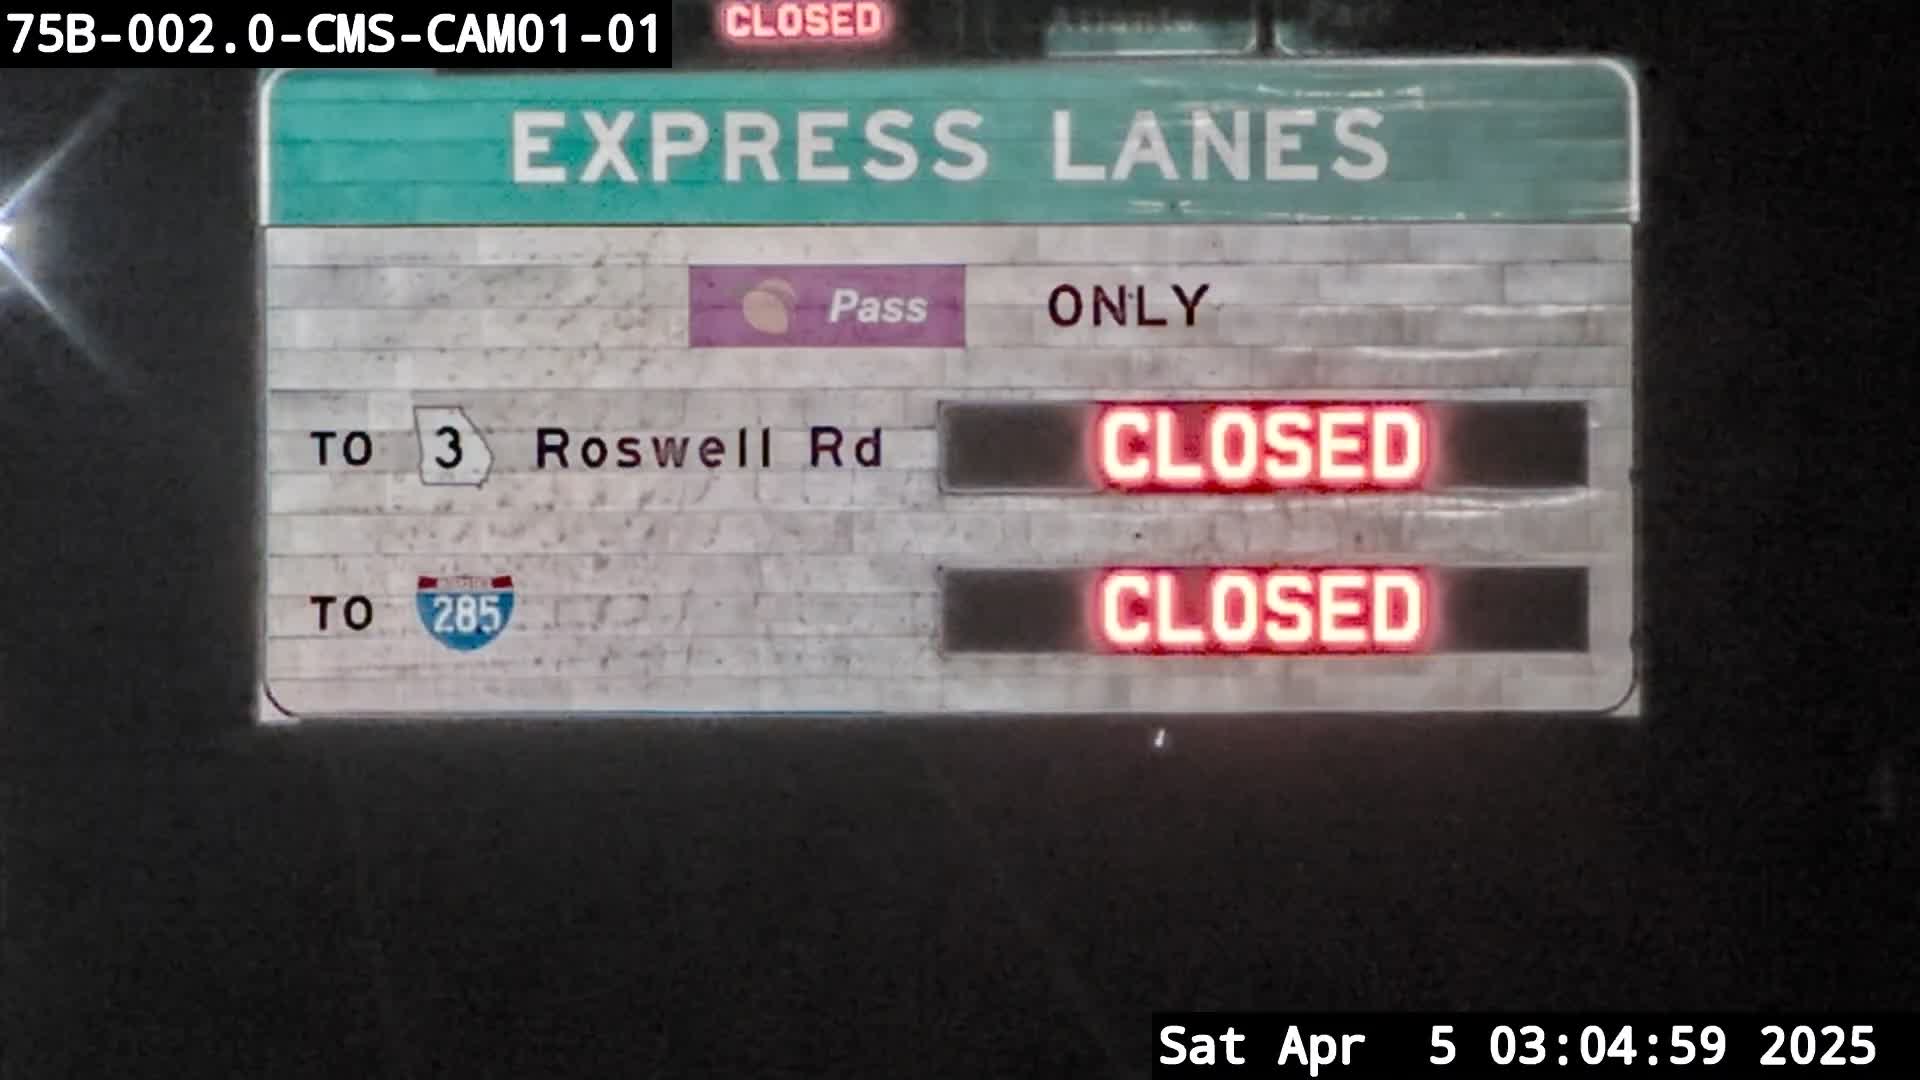 75B-002.0-CMS-CAM01-01
CLOSED
EXPRESS LANES
Pass ONLY
TO 3 Roswell Rd CLOSED
TO 285 CLOSED
Sat Apr 5 03:04:59 2025